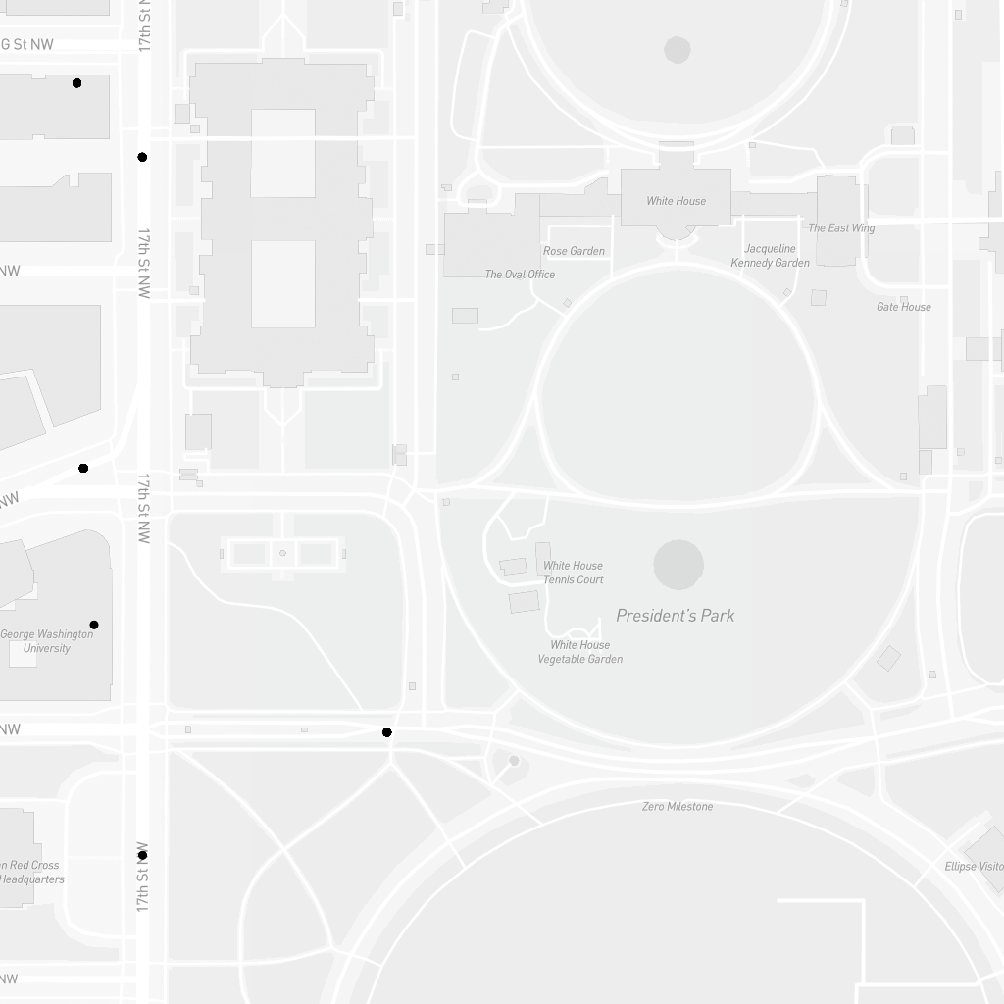 17th St N
G St NW
White House
17th St NW
Rose Garden
The East Wing
Jacqueline
Kennedy Garden
NW
The Oval Office
Gate House
17th St NW
NW
White House
Tennis Court
President's Park
George Washington
University
White House
Vegetable Garden
NW
Zero Milestone
n Red Cross
Headquarters
17th St NW
Ellipse Visito
NW